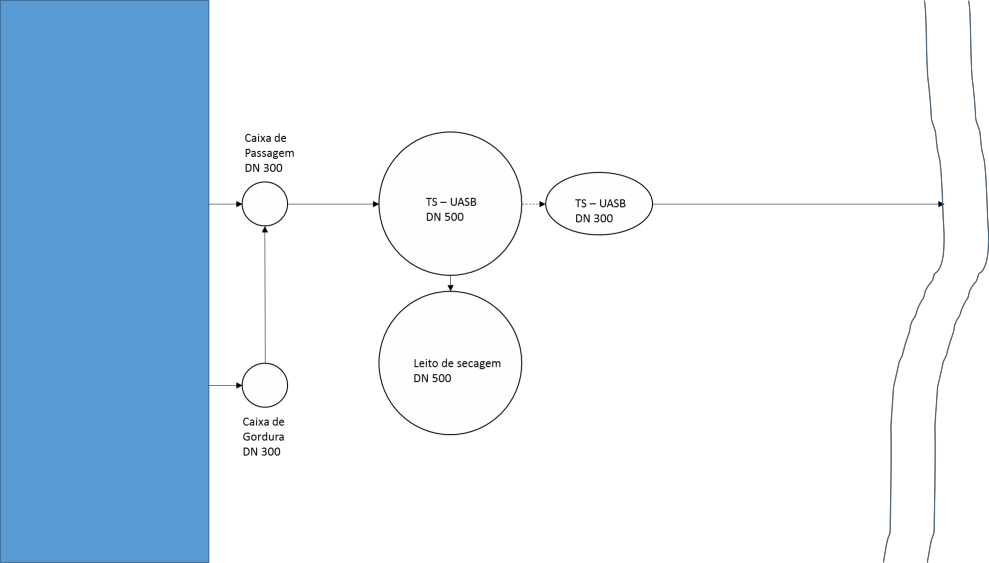 Caixa de
Passagem
DN 300
TS – UASB
DN 500
TS – UASB
DN 300
Leito de secagem
DN 500
Caixa de
Gordura
DN 300